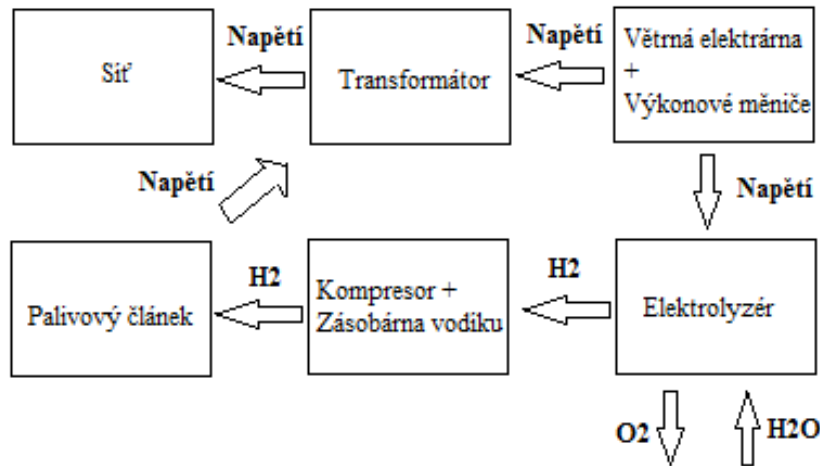 Napětí
Napětí
Síť
Transformátor
Větrná elektrárna
+
Výkonové měniče
Napětí
Napětí
Palivový článek
H2
Kompresor +
Zásobárna vodíku
H2
Elektrolyzér
O2
H2O